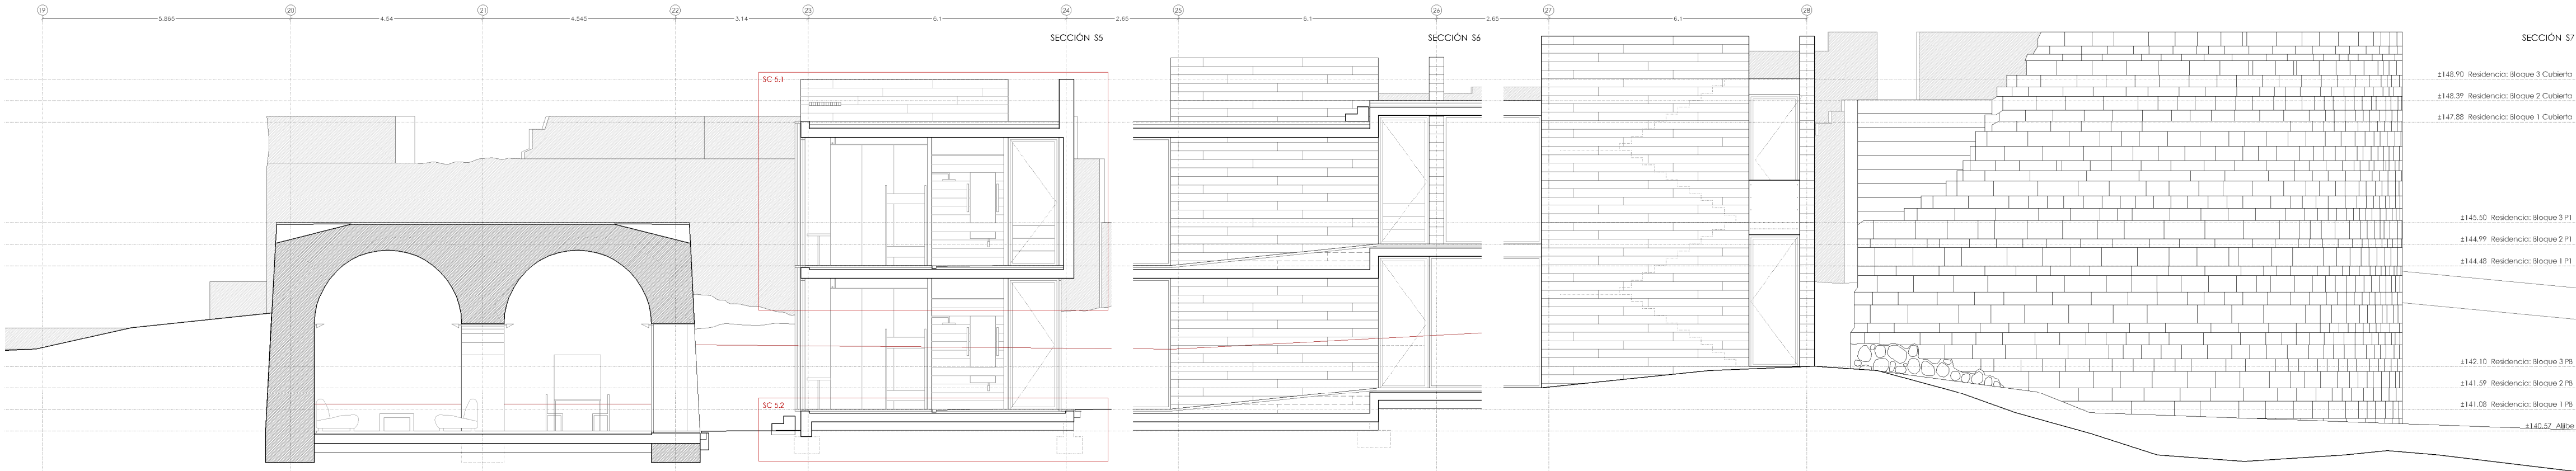 19 20 21 22 23 24 25 26 27 28
5.885 4.54 4.545 3.14 6.1 2.65 6.1 2.65 6.1
SECCIÓN S5 SECCIÓN S6 SECCIÓN S7
SC 5.1
±148.90 Residencia: Bloque 3 Cubierta
±148.39 Residencia: Bloque 2 Cubierta
±147.88 Residencia: Bloque 1 Cubierta
±145.50 Residencia: Bloque 3 P1
±144.99 Residencia: Bloque 2 P1
±144.48 Residencia: Bloque 1 P1
±142.10 Residencia: Bloque 3 PB
±141.59 Residencia: Bloque 2 PB
SC 5.2
±141.08 Residencia: Bloque 1 PB
±140.57 Aljibe